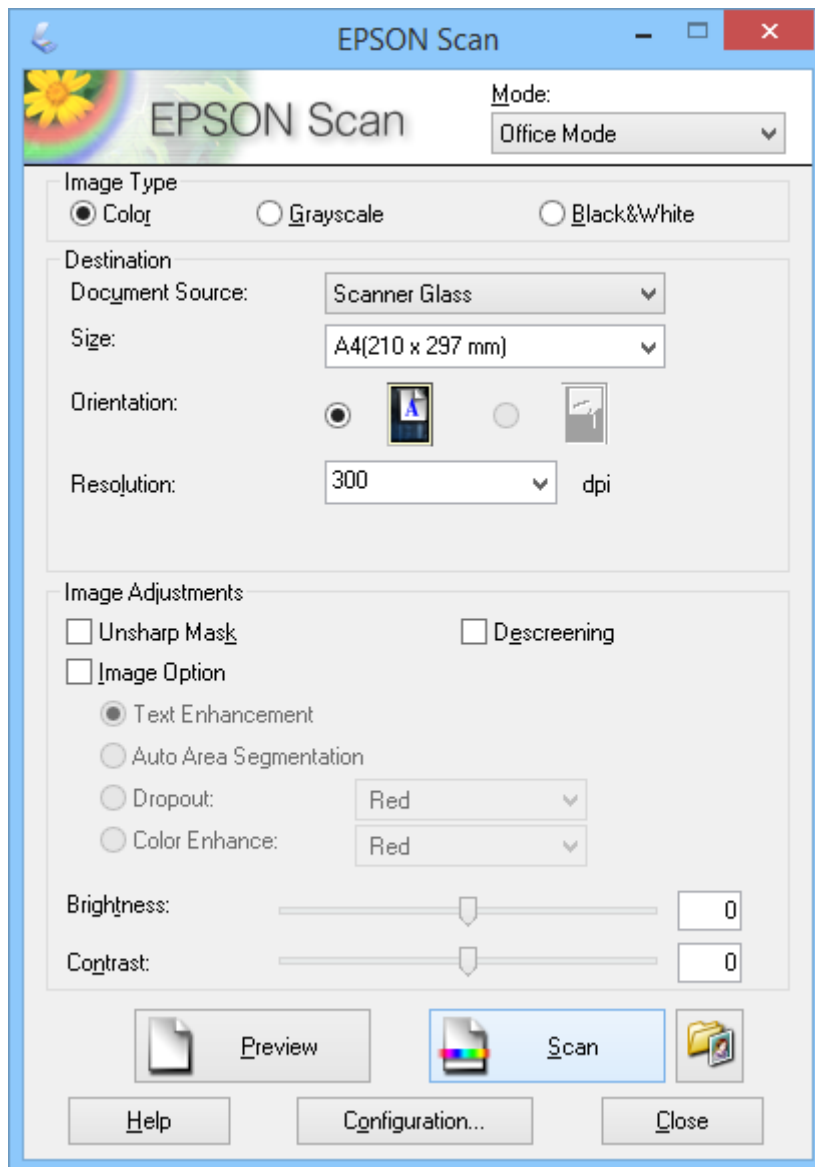 EPSON Scan
EPSON Scan
Mode:
Office Mode
Image Type
Color Grayscale Black&White
Destination
Document Source: Scanner Glass
Size: A4(210 x 297 mm)
Orientation: A
Resolution: 300 dpi
Image Adjustments
Unsharp Mask Descreening
Image Option
Text Enhancement
Auto Area Segmentation
Dropout: Red
Color Enhance: Red
Brightness: 0
Contrast: 0
Preview Scan
Help Configuration... Close